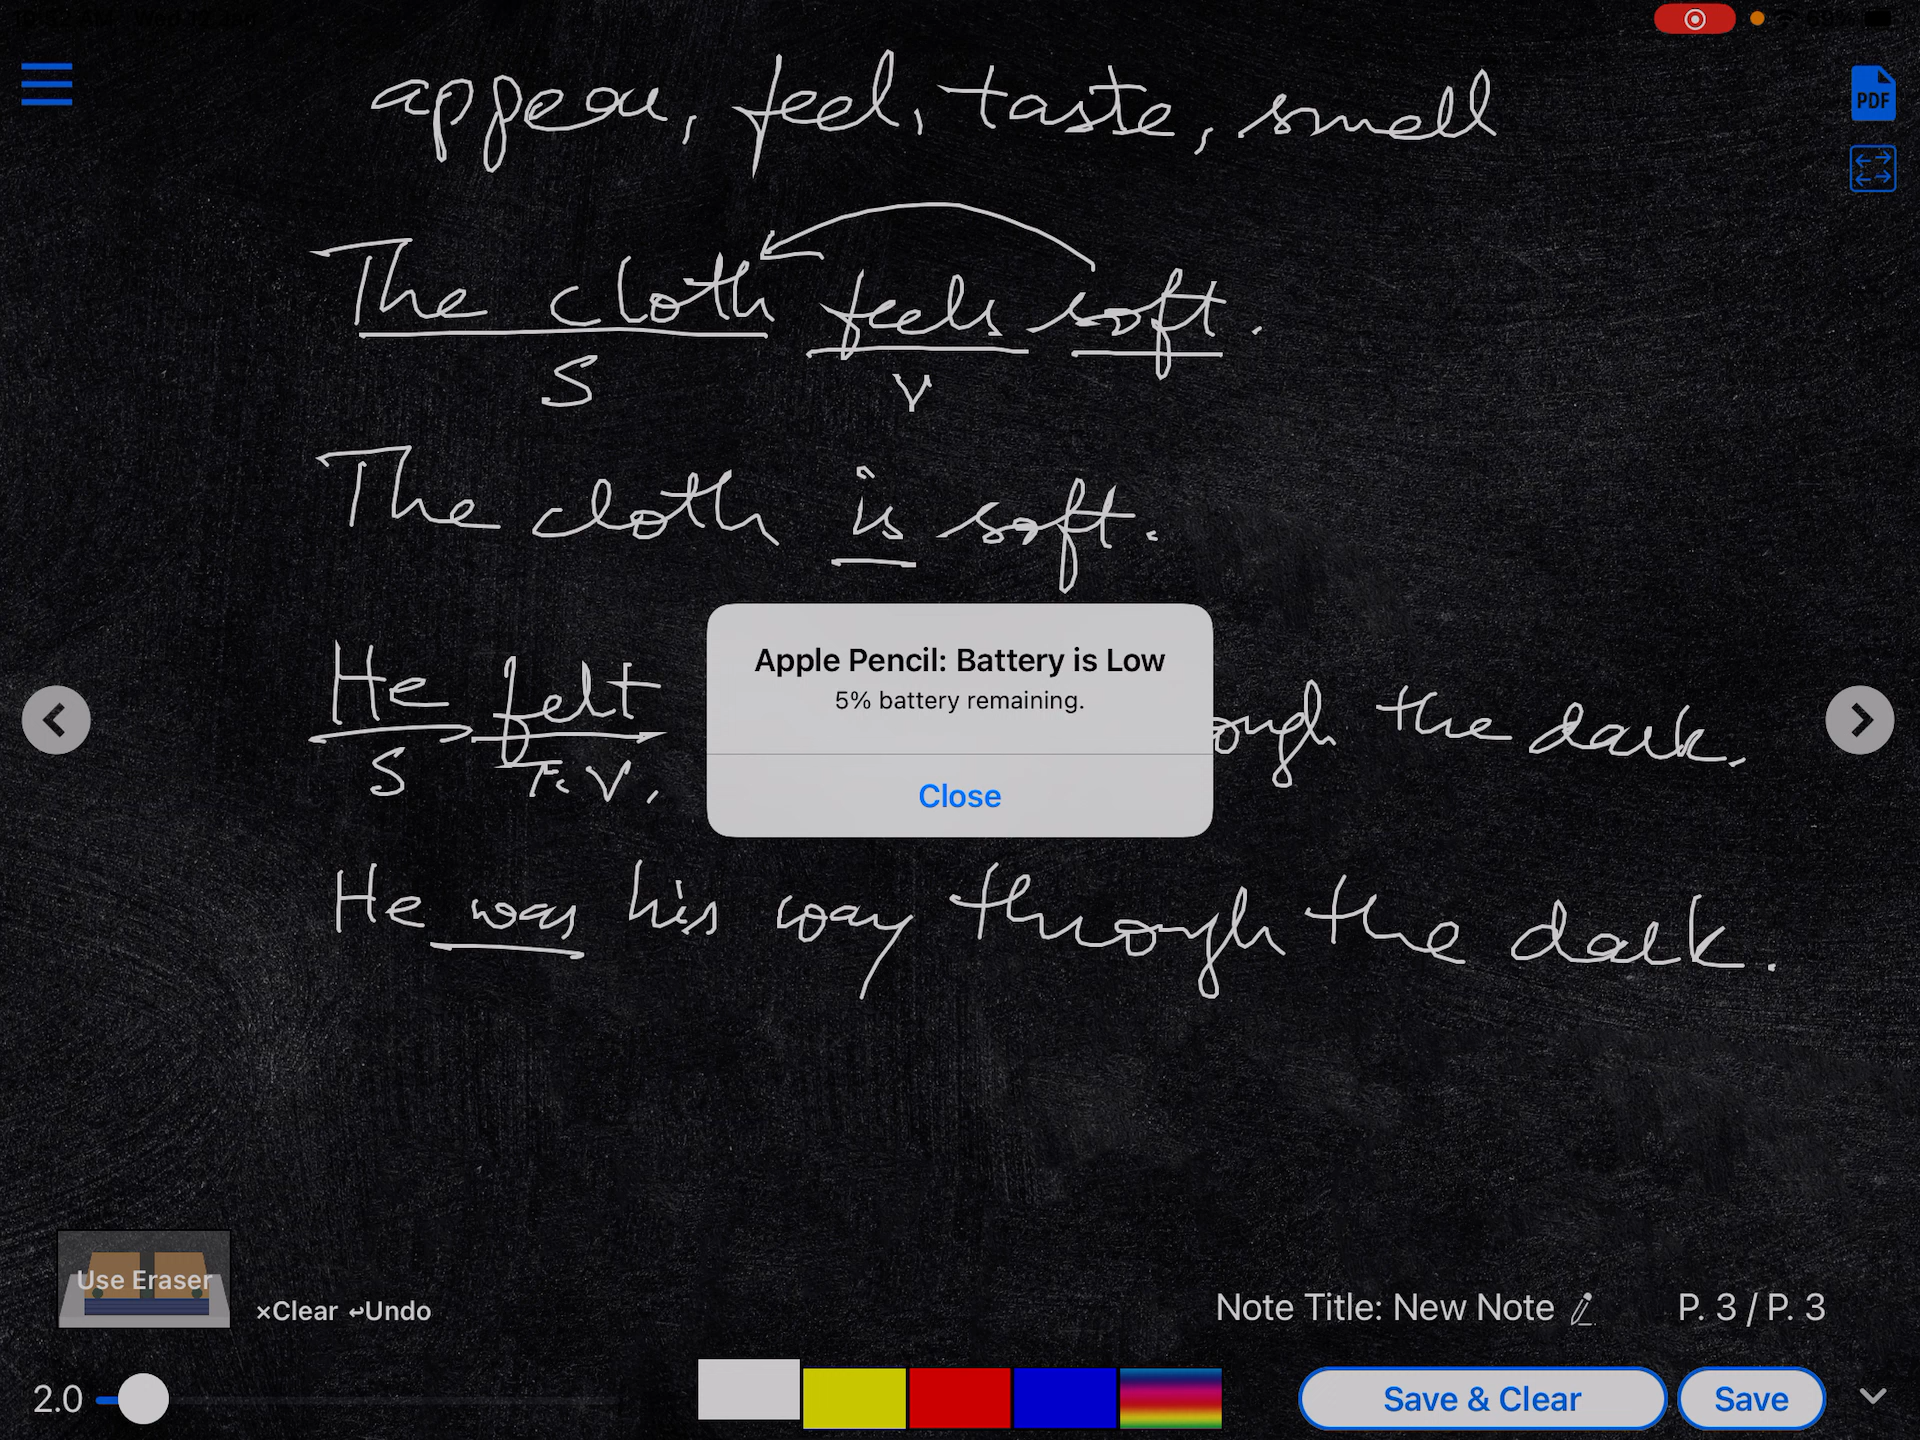 PDF
appear, feel, taste, smell
The cloth feels soft.
S V
The cloth is soft.
Apple Pencil: Battery is Low
5% battery remaining.
Close
He felt the dark.
S F.V.
He was his way through the dark.
Use Eraser
×Clear ↩Undo
Note Title: New Note P. 3 / P. 3
2.0 Save & Clear Save